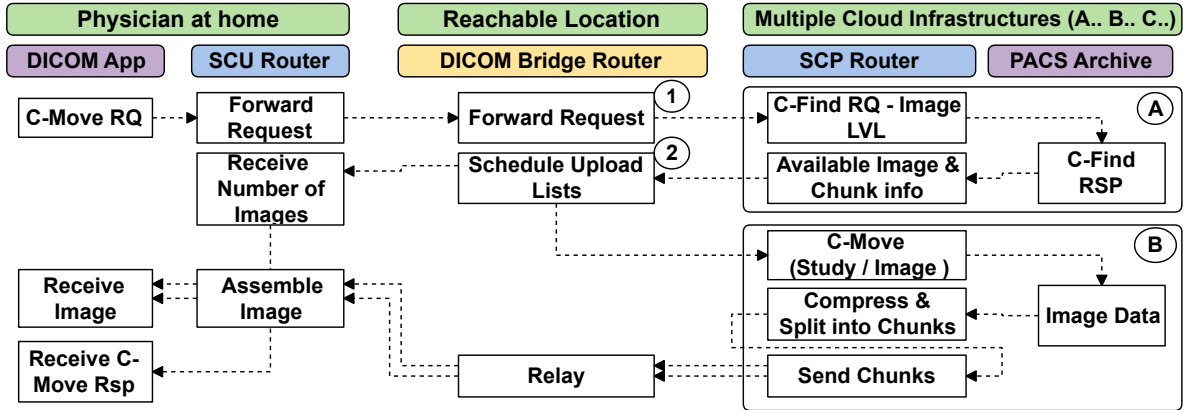 Physician at home
Reachable Location
Multiple Cloud Infrastructures (A.. B.. C..)
DICOM App
SCU Router
DICOM Bridge Router
SCP Router
PACS Archive
C-Move RQ
Forward
Request
Forward Request
1
C-Find RQ - Image
LVL
A
Receive
Number of
Images
Schedule Upload
Lists
2
Available Image &
Chunk info
C-Find
RSP
C-Move
(Study / Image )
B
Receive
Image
Assemble
Image
Compress &
Split into Chunks
Image Data
Receive C-
Move Rsp
Relay
Send Chunks